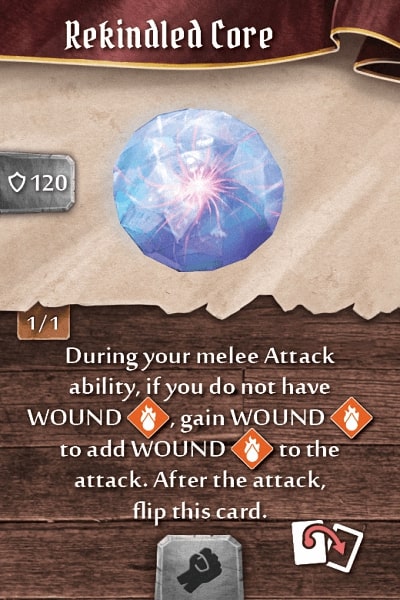 Rekindled Core
120
1/1
During your melee Attack
ability, if you do not have
WOUND , gain WOUND
to add WOUND to the
attack. After the attack,
flip this card.